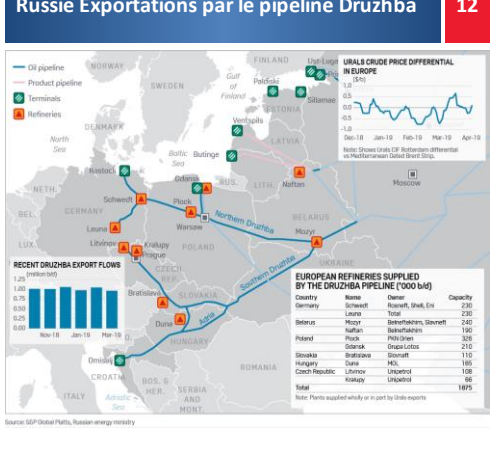 Russie Exportations par le pipeline Druzhba
12
Oil pipeline
Product pipeline
Terminals
Refineries
NORWAY
SWEDEN
FINLAND
Gulf
of
Finland
Paldiski
Ust-Luga
Sillamae
ESTONIA
Ventspils
LATVIA
DENMARK
North
Sea
Baltic
Sea
Butinge
LITH.
Naftan
Moscow
Rostock
Gdansk
RUS.
NETH.
Schwedt
Plock
Warsaw
Northern Druzhba
BELARUS
Mozyr
BEL.
GERMANY
Leuna
POLAND
LUX.
Litvinov
Kralupy
Prague
CZECH
REP.
Southern Druzhba
UKRAINE
Bratislava
SLOVAKIA
Duna
Adria
HUNGARY
ROMANIA
Omisalj
CROATIA
BOS. &
HER.
SERBIA
AND
MONT.
ITALY
Adriatic
Sea
URALS CRUDE PRICE DIFFERENTIAL
IN EUROPE
($/b)
1.0
0.5
0.0
-0.5
-1.0
Dec-18 Jan-19 Feb-19 Mar-19 Apr-19
Note: Shows Urals CIF Rotterdam differential
vs Mediterranean Dated Brent Strip.
RECENT DRUZHBA EXPORT FLOWS
(million b/d)
1.25
1.00
0.75
0.50
0.25
0.00
Nov-18 Jan-19 Mar-19
EUROPEAN REFINERIES SUPPLIED
BY THE DRUZHBA PIPELINE ('000 b/d)
Country Name Owner Capacity
Germany Schwedt Rosneft, Shell, Eni 230
Leuna Total 230
Belarus Mozyr Belneftekhim, Slavneft 240
Naftan Belneftekhim 190
Poland Plock PKN Orlen 326
Gdansk Grupa Lotos 210
Slovakia Bratislava Slovnaft 110
Hungary Duna MOL 165
Czech Republic Litvinov Unipetrol 108
Kralupy Unipetrol 66
Total 1875
Note: Plants supplied wholly or in part by Urals exports
Source: S&P Global Platts, Russian energy ministry